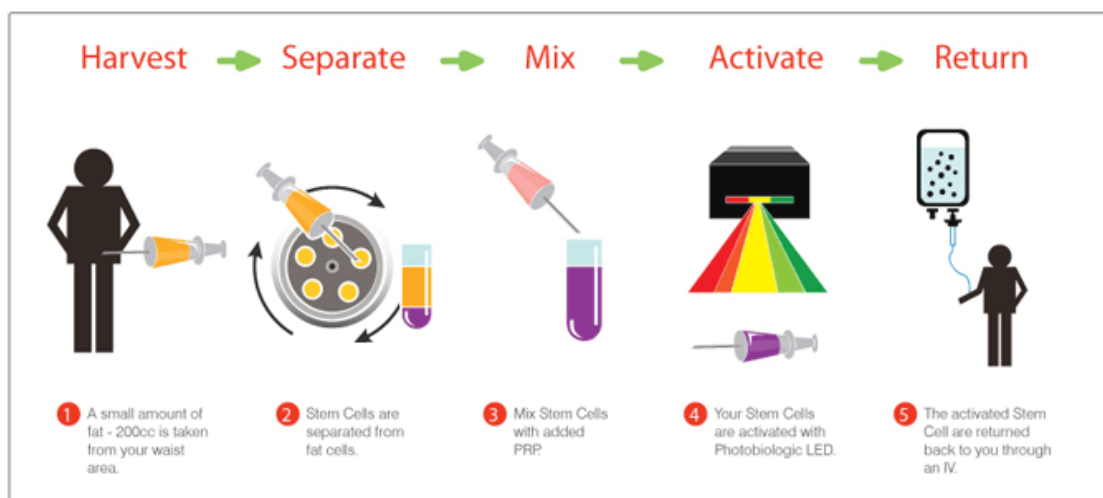 Harvest
Separate
Mix
Activate
Return
1 A small amount of
fat - 200cc is taken
from your waist
area.
2 Stem Cells are
separated from
fat cells.
3 Mix Stem Cells
with added
PRP.
4 Your Stem Cells
are activated with
Photobiologic LED.
5 The activated Stem
Cell are returned
back to you through
an IV.